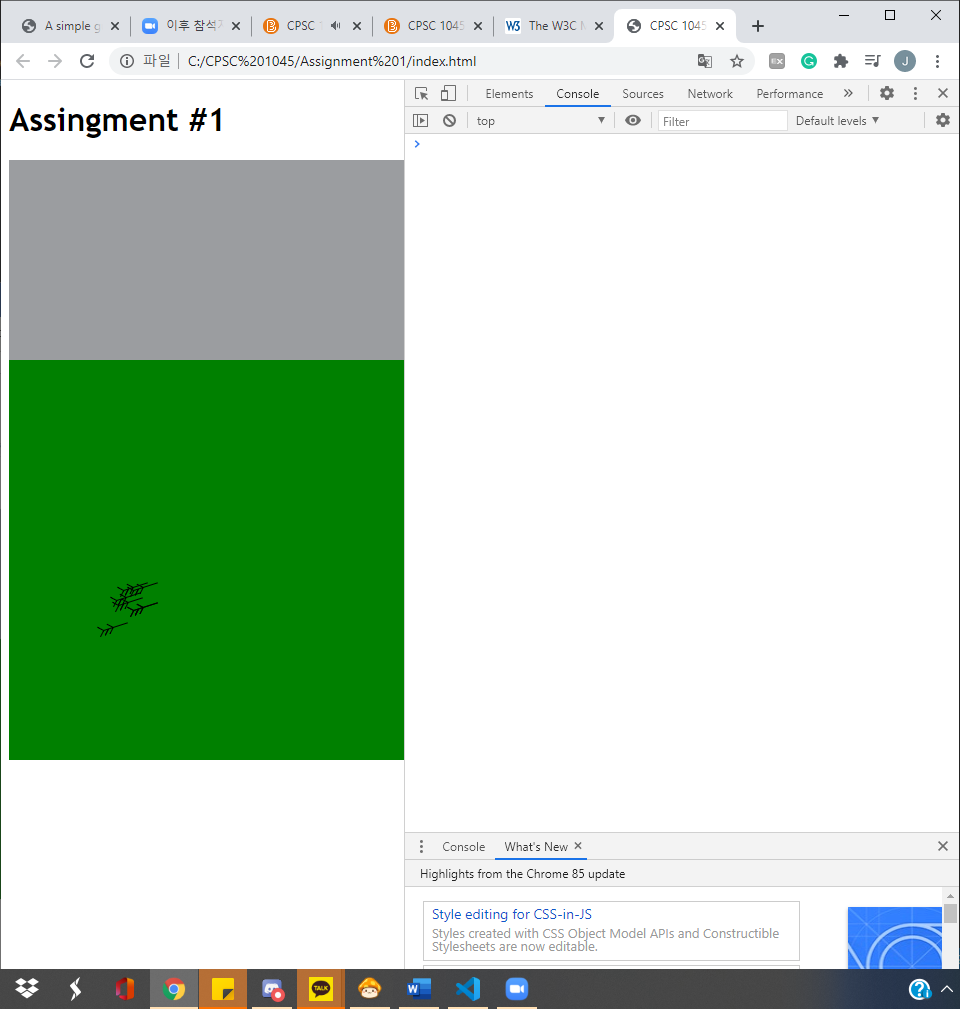 A simple g
이후 참석
CPSC 1
CPSC 1045
W3 The W3C M
CPSC 1045
파일 C:/CPSC%201045/Assignment%201/index.html
EX G J
Assingment #1
Elements Console Sources Network Performance
top Filter Default levels
Console What's New
Highlights from the Chrome 85 update
Style editing for CSS-in-JS
Styles created with CSS Object Model APIs and Constructible
Stylesheets are now editable.
TALK W